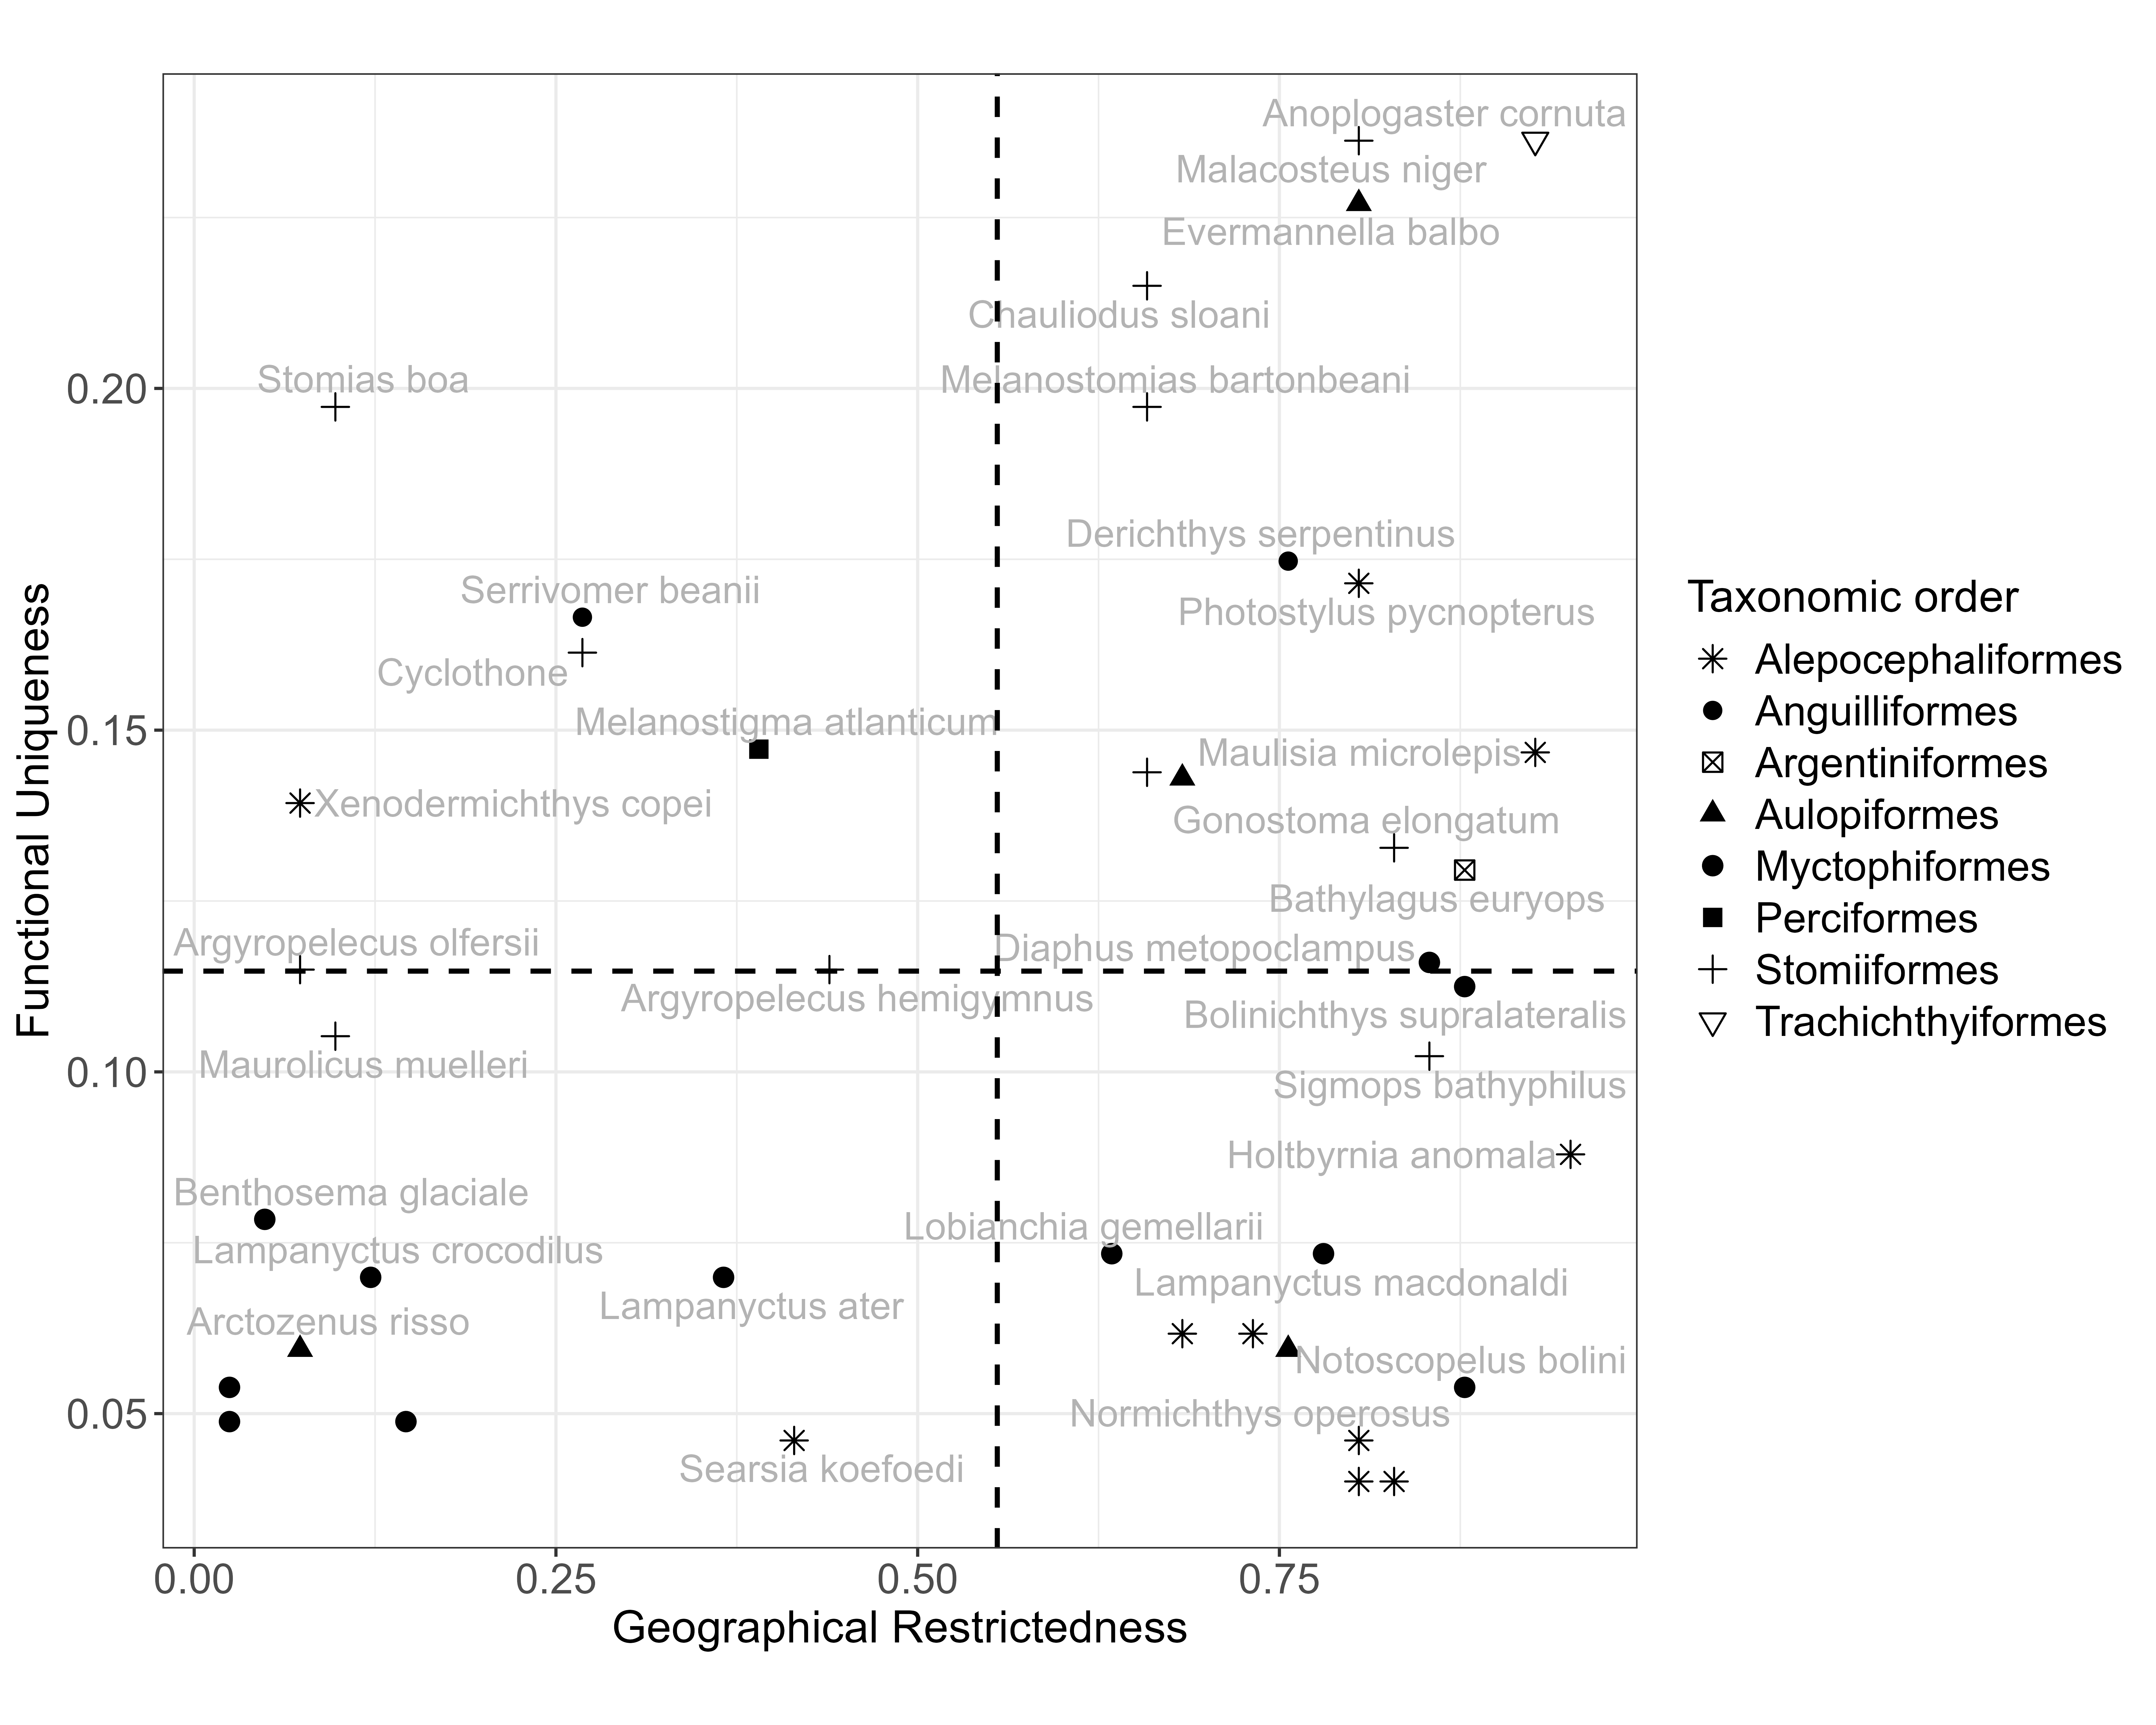 Anoplogaster cornuta
Malacosteus niger
Evermannella balbo
Chauliodus sloani
Stomias boa
Melanostomias bartonbeani
0.20
Derichthys serpentinus
Serrivomer beanii
Photostylus pycnopterus
Cyclothone
Melanostigma atlanticum
0.15
Maulisia microlepis
Xenodermichthys copei
Gonostoma elongatum
Bathylagus euryops
Argyropelecus olfersii
Diaphus metopoclampus
Argyropelecus hemigymnus
Bolinichthys supralateralis
Maurolicus muelleri
0.10
Sigmops bathyphilus
Holtbyrnia anomala
Benthosema glaciale
Lobianchia gemellarii
Lampanyctus crocodilus
Lampanyctus macdonaldi
Lampanyctus ater
Arctozenus risso
Notoscopelus bolini
0.05
Normichthys operosus
Searsia koefoedi
0.00
0.25
0.50
0.75
Geographical Restrictedness
Functional Uniqueness
Taxonomic order
Alepocephaliformes
Anguilliformes
Argentiniformes
Aulopiformes
Myctophiformes
Perciformes
Stomiiformes
Trachichthyiformes